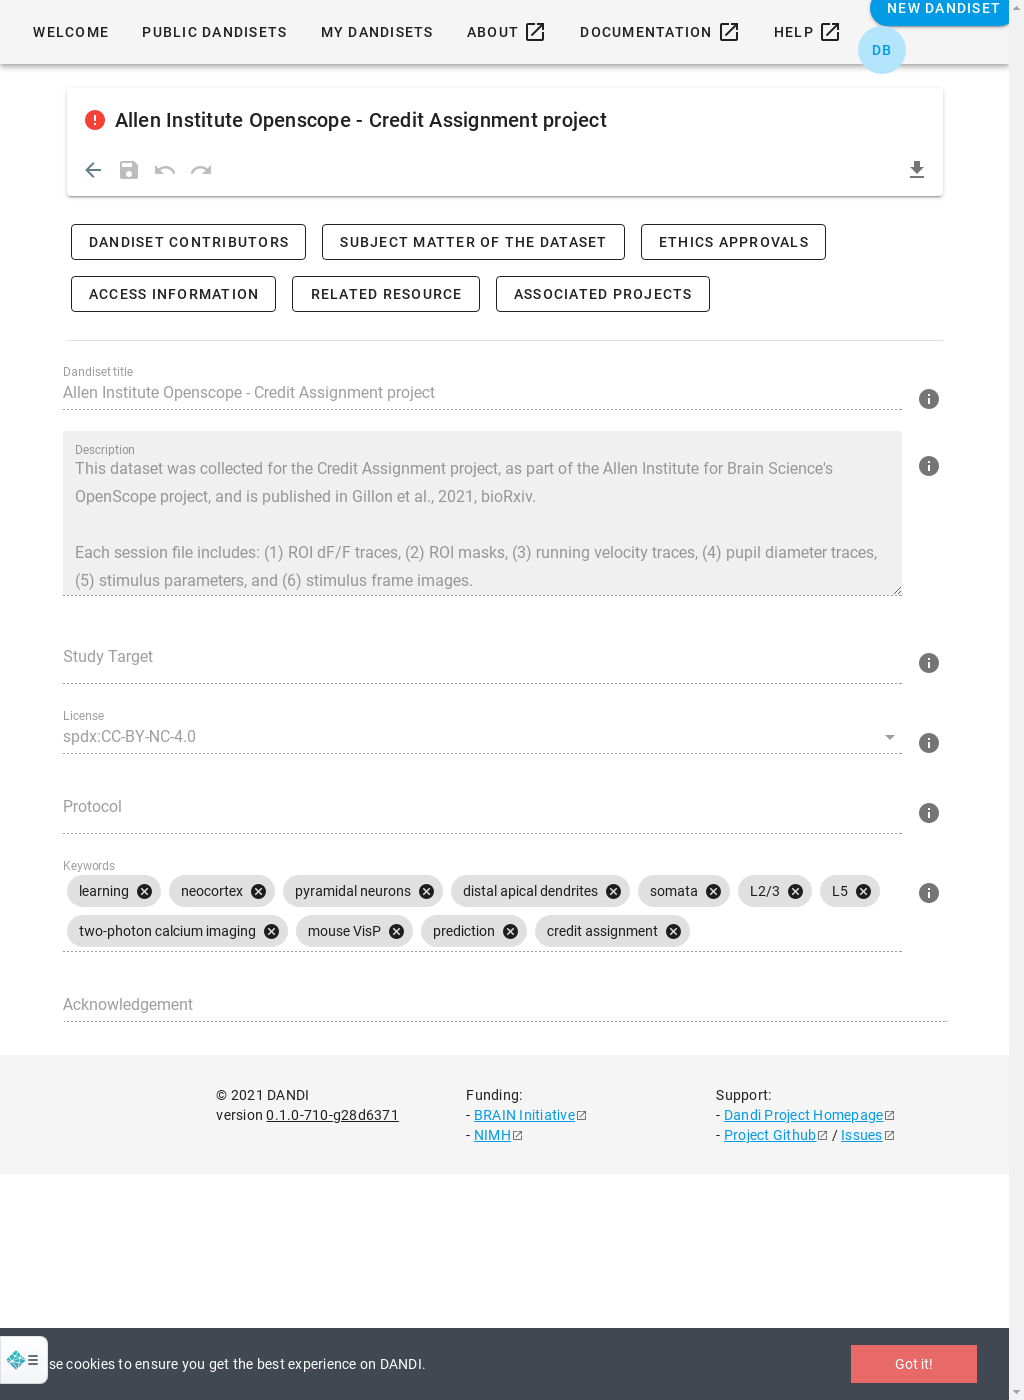 NEW DANDISET
WELCOME PUBLIC DANDISETS MY DANDISETS ABOUT DOCUMENTATION HELP
DB
Allen Institute Openscope - Credit Assignment project
DANDISET CONTRIBUTORS SUBJECT MATTER OF THE DATASET ETHICS APPROVALS
ACCESS INFORMATION RELATED RESOURCE ASSOCIATED PROJECTS
Dandiset title
Allen Institute Openscope - Credit Assignment project
Description
This dataset was collected for the Credit Assignment project, as part of the Allen Institute for Brain Science's
OpenScope project, and is published in Gillon et al., 2021, bioRxiv.
Each session file includes: (1) ROI dF/F traces, (2) ROI masks, (3) running velocity traces, (4) pupil diameter traces,
(5) stimulus parameters, and (6) stimulus frame images.
Study Target
License
spdx:CC-BY-NC-4.0
Protocol
Keywords
learning neocortex pyramidal neurons distal apical dendrites somata L2/3 L5
two-photon calcium imaging mouse VisP prediction credit assignment
Acknowledgement
© 2021 DANDI
version 0.1.0-710-g28d6371
Funding:
- BRAIN Initiative
- NIMH
Support:
- Dandi Project Homepage
- Project Github / Issues
se cookies to ensure you get the best experience on DANDI.
Got it!